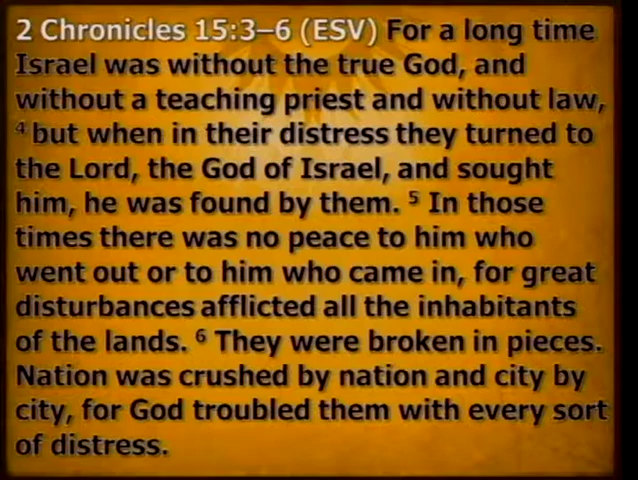 2 Chronicles 15:3–6 (ESV) For a long time
Israel was without the true God, and
without a teaching priest and without law,
⁴ but when in their distress they turned to
the Lord, the God of Israel, and sought
him, he was found by them. ⁵ In those
times there was no peace to him who
went out or to him who came in, for great
disturbances afflicted all the inhabitants
of the lands. ⁶ They were broken in pieces.
Nation was crushed by nation and city by
city, for God troubled them with every sort
of distress.